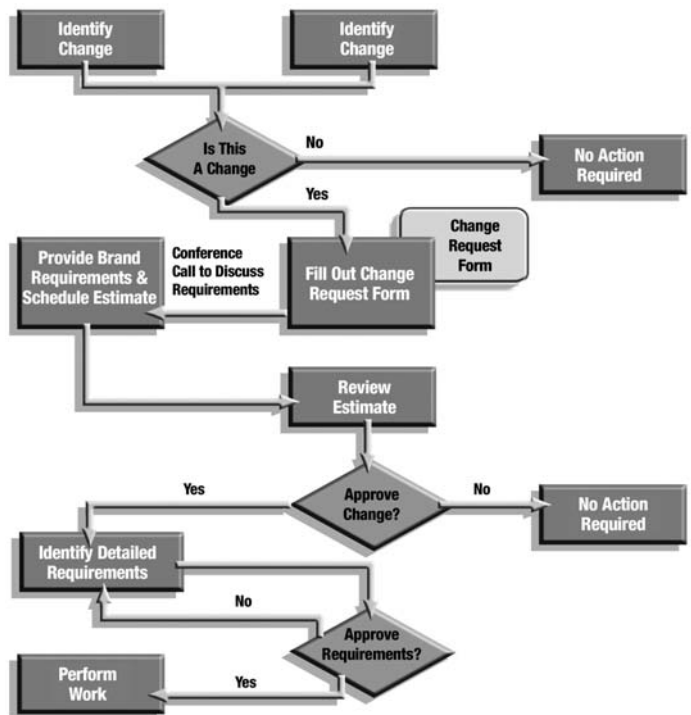 Identify
Change
Identify
Change
Is This
A Change
No
No Action
Required
Yes
Change
Request
Form
Provide Brand
Requirements &
Schedule Estimate
Conference
Call to Discuss
Requirements
Fill Out Change
Request Form
Review
Estimate
Yes
Approve
Change?
No
No Action
Required
Identify Detailed
Requirements
No
Approve
Requirements?
Perform
Work
Yes